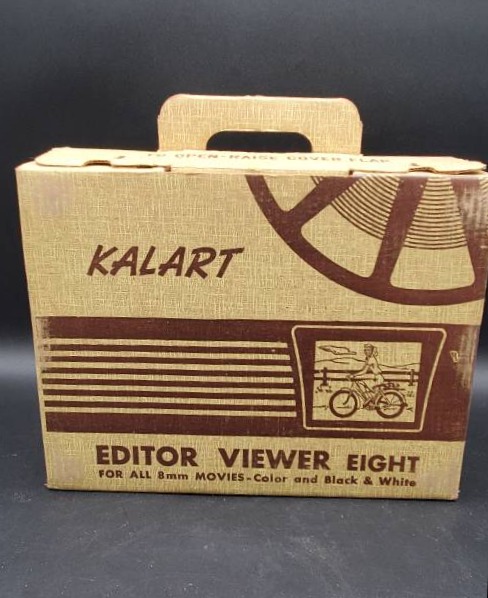 TO OPEN-RAISE COVER FLAP
KALART
EDITOR VIEWER EIGHT
FOR ALL 8mm MOVIES-Color and Black & White